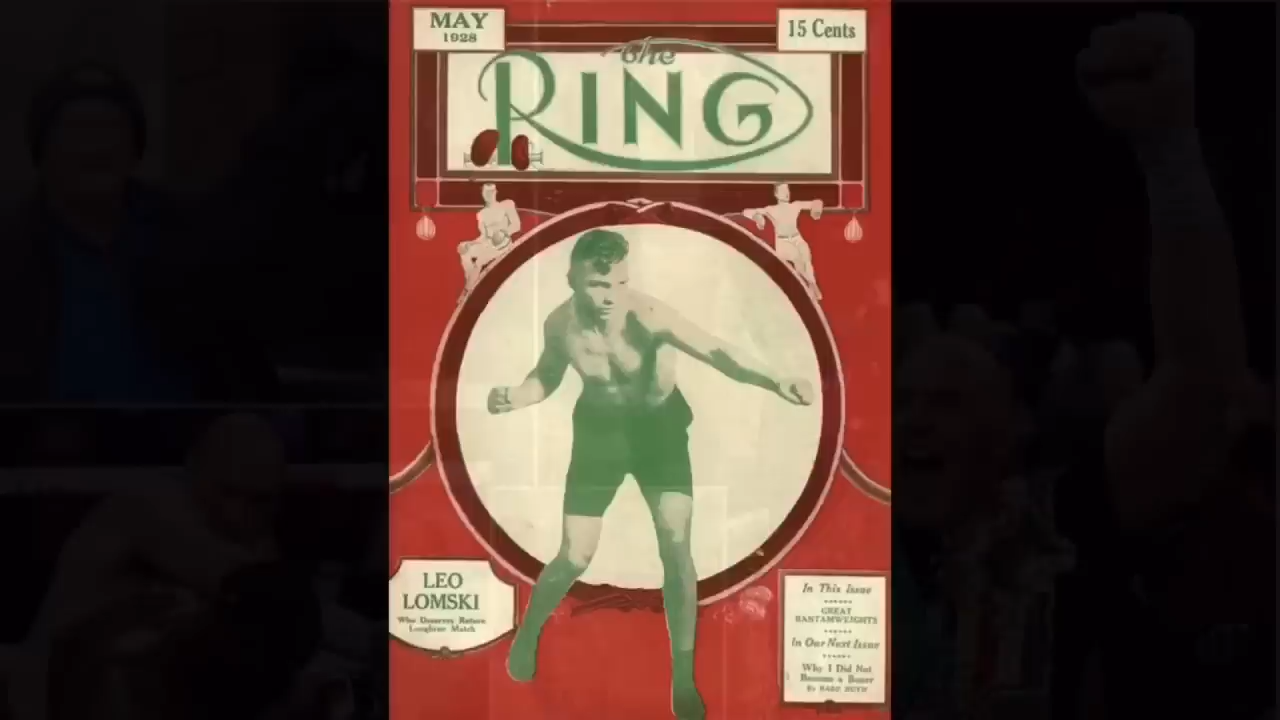 MAY
1928
15 Cents
the
RING
LEO
LOMSKI
Who Deserves Return
Loughran Match
In This Issue
GREAT
BANTAMWEIGHTS
In Our Next Issue
Why I Did Not
Become a Boxer
By BABE RUTH